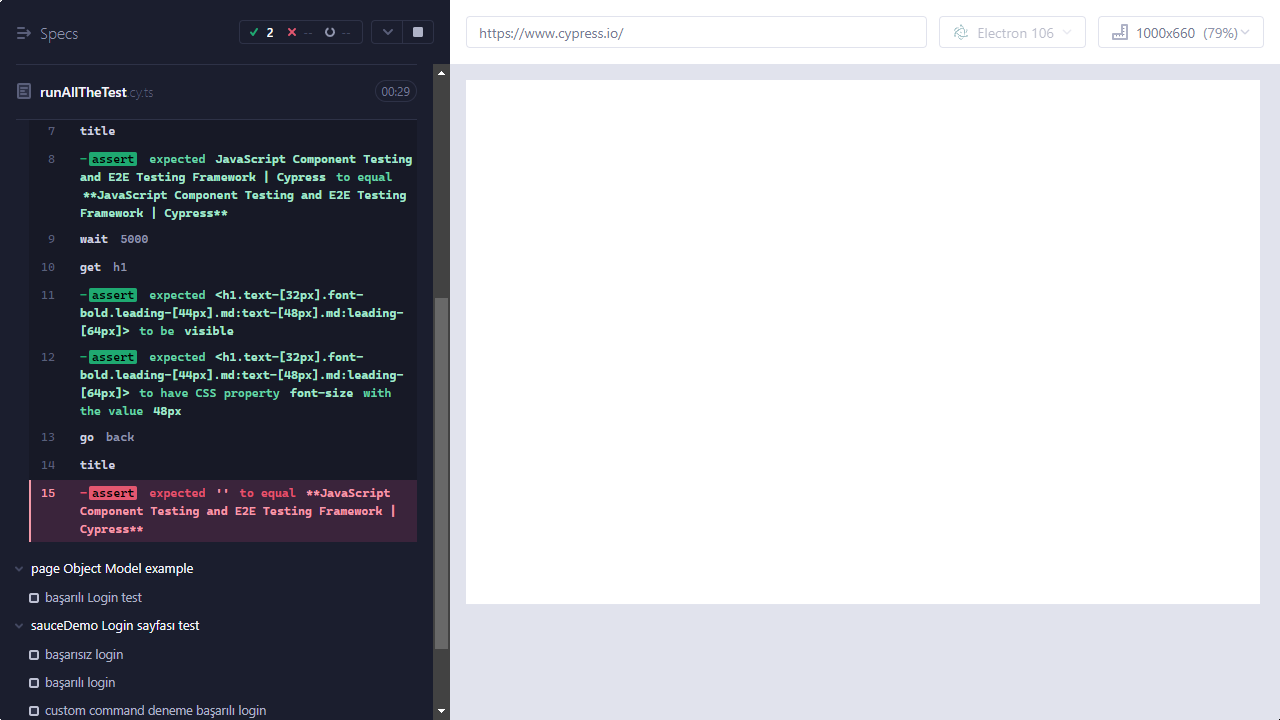 Specs
2
--
--
https://www.cypress.io/
Electron 106
1000x660 (79%)
runAllTheTest.cy.ts
00:29
7 title
8 -assert expected JavaScript Component Testing
and E2E Testing Framework | Cypress to equal
**JavaScript Component Testing and E2E Testing
Framework | Cypress**
9 wait 5000
10 get h1
11 -assert expected <h1.text-[32px].font-
bold.leading-[44px].md:text-[48px].md:leading-
[64px]> to be visible
12 -assert expected <h1.text-[32px].font-
bold.leading-[44px].md:text-[48px].md:leading-
[64px]> to have CSS property font-size with
the value 48px
13 go back
14 title
15 -assert expected '' to equal **JavaScript
Component Testing and E2E Testing Framework |
Cypress**
page Object Model example
başarılı Login test
sauceDemo Login sayfası test
başarısız login
başarılı login
custom command deneme başarılı login